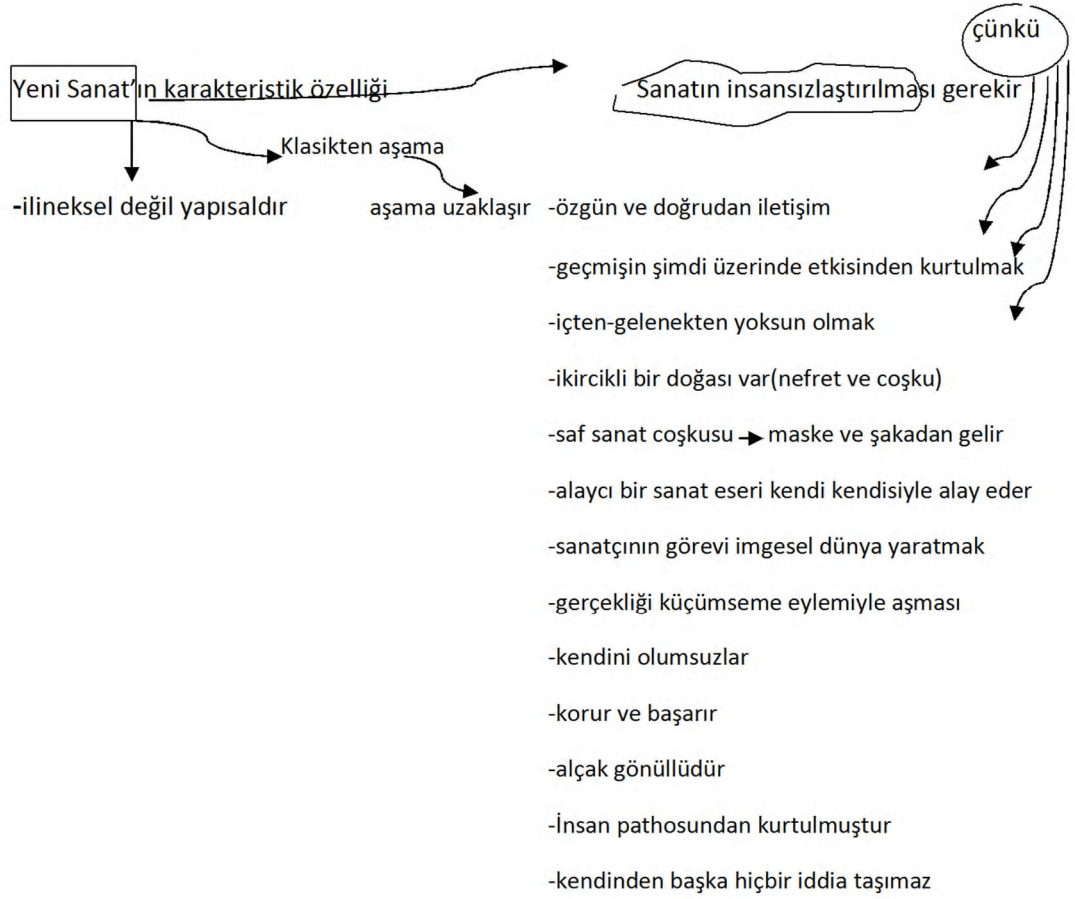 çünkü
Yeni Sanat'ın karakteristik özelliği
Sanatın insansızlaştırılması gerekir
Klasikten aşama
-ilineksel değil yapısaldır
aşama uzaklaşır
-özgün ve doğrudan iletişim
-geçmişin şimdi üzerinde etkisinden kurtulmak
-içten-gelenekten yoksun olmak
-ikircikli bir doğası var(nefret ve coşku)
-saf sanat coşkusu maske ve şakadan gelir
-alaycı bir sanat eseri kendi kendisiyle alay eder
-sanatçının görevi imgesel dünya yaratmak
-gerçekliği küçümseme eylemiyle aşması
-kendini olumsuzlar
-korur ve başarır
-alçak gönüllüdür
-İnsan pathosundan kurtulmuştur
-kendinden başka hiçbir iddia taşımaz